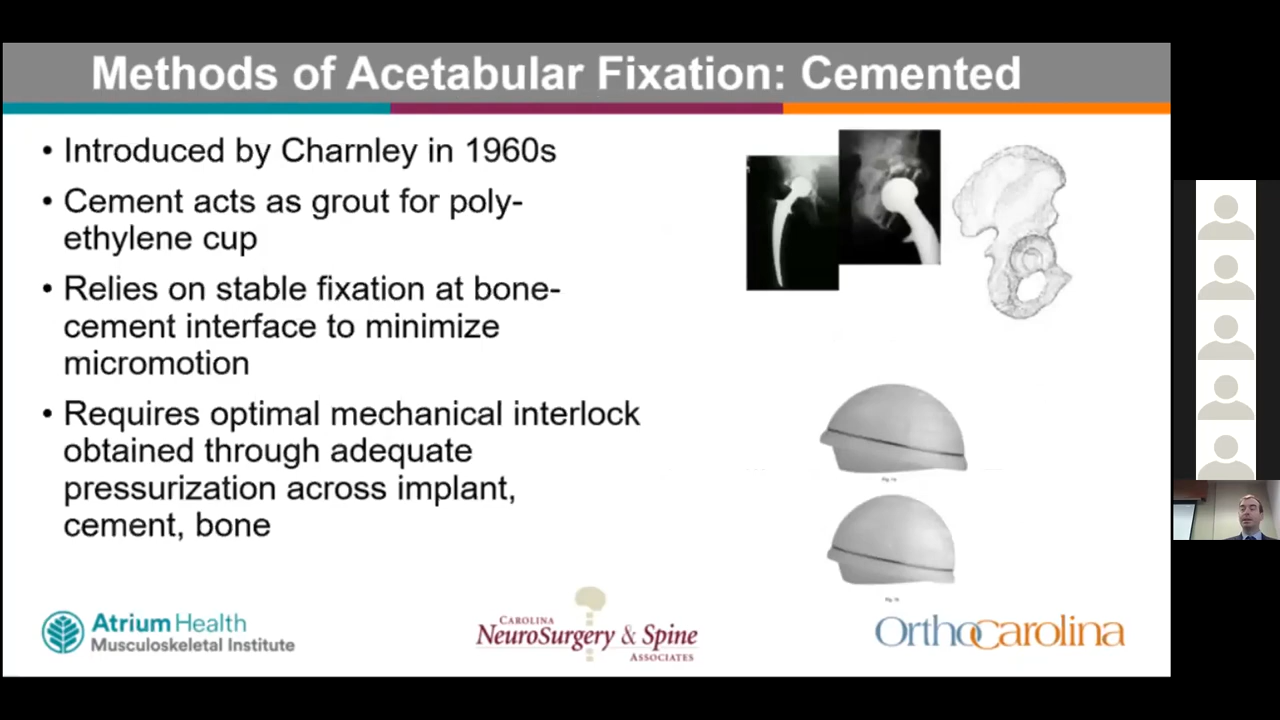 Methods of Acetabular Fixation: Cemented
• Introduced by Charnley in 1960s
• Cement acts as grout for poly-
ethylene cup
• Relies on stable fixation at bone-
cement interface to minimize
micromotion
• Requires optimal mechanical interlock
obtained through adequate
pressurization across implant,
cement, bone
Atrium Health
Musculoskeletal Institute
CAROLINA
NEUROSURGERY & SPINE
ASSOCIATES
OrthoCarolina